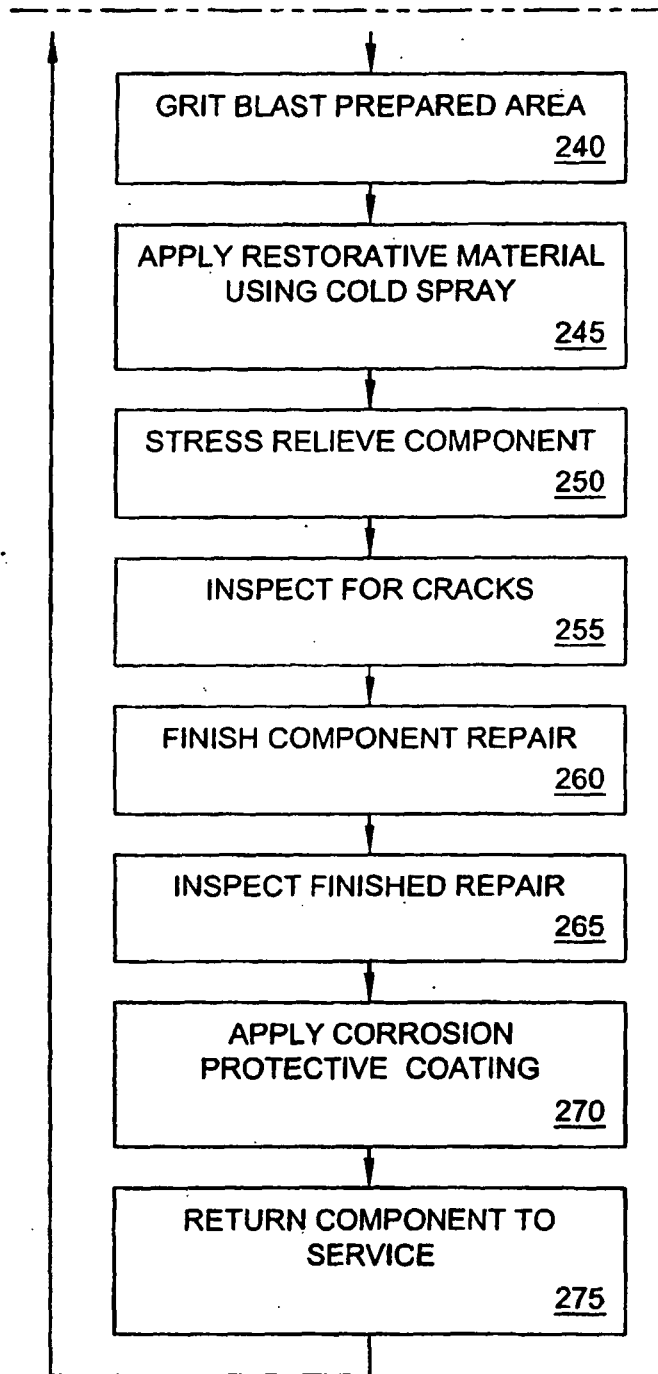 GRIT BLAST PREPARED AREA
240
APPLY RESTORATIVE MATERIAL
USING COLD SPRAY
245
STRESS RELIEVE COMPONENT
250
INSPECT FOR CRACKS
255
FINISH COMPONENT REPAIR
260
INSPECT FINISHED REPAIR
265
APPLY CORROSION
PROTECTIVE COATING
270
RETURN COMPONENT TO
SERVICE
275